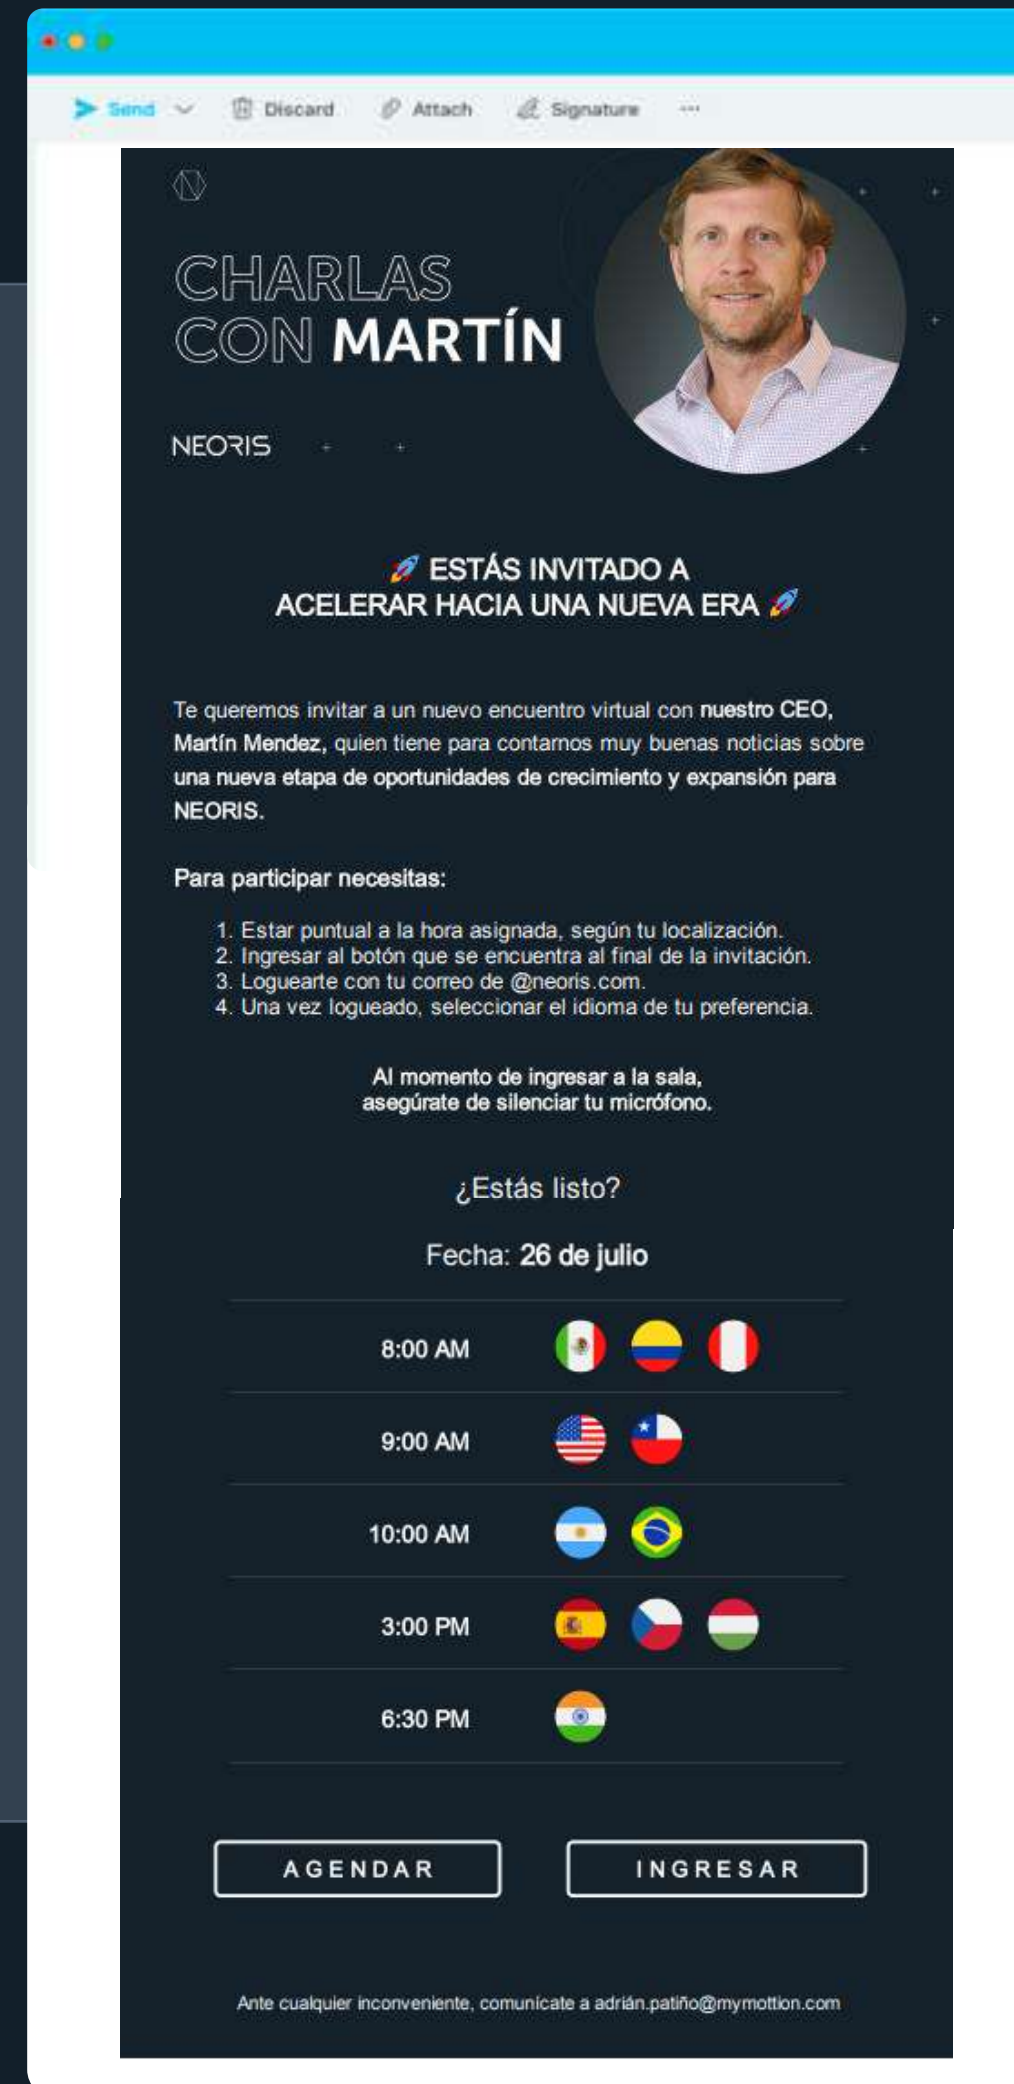 Send
Discard
Attach
Signature
CHARLAS
CON MARTÍN
NEORIS
🚀 ESTÁS INVITADO A
ACELERAR HACIA UNA NUEVA ERA 🚀
Te queremos invitar a un nuevo encuentro virtual con nuestro CEO,
Martín Mendez, quien tiene para contarnos muy buenas noticias sobre
una nueva etapa de oportunidades de crecimiento y expansión para
NEORIS.
Para participar necesitas:
1. Estar puntual a la hora asignada, según tu localización.
2. Ingresar al botón que se encuentra al final de la invitación.
3. Loguearte con tu correo de @neoris.com.
4. Una vez logueado, seleccionar el idioma de tu preferencia.
Al momento de ingresar a la sala,
asegúrate de silenciar tu micrófono.
¿Estás listo?
Fecha: 26 de julio
8:00 AM
9:00 AM
10:00 AM
3:00 PM
6:30 PM
AGENDAR
INGRESAR
Ante cualquier inconveniente, comunícate a adrián.patiño@mymottion.com